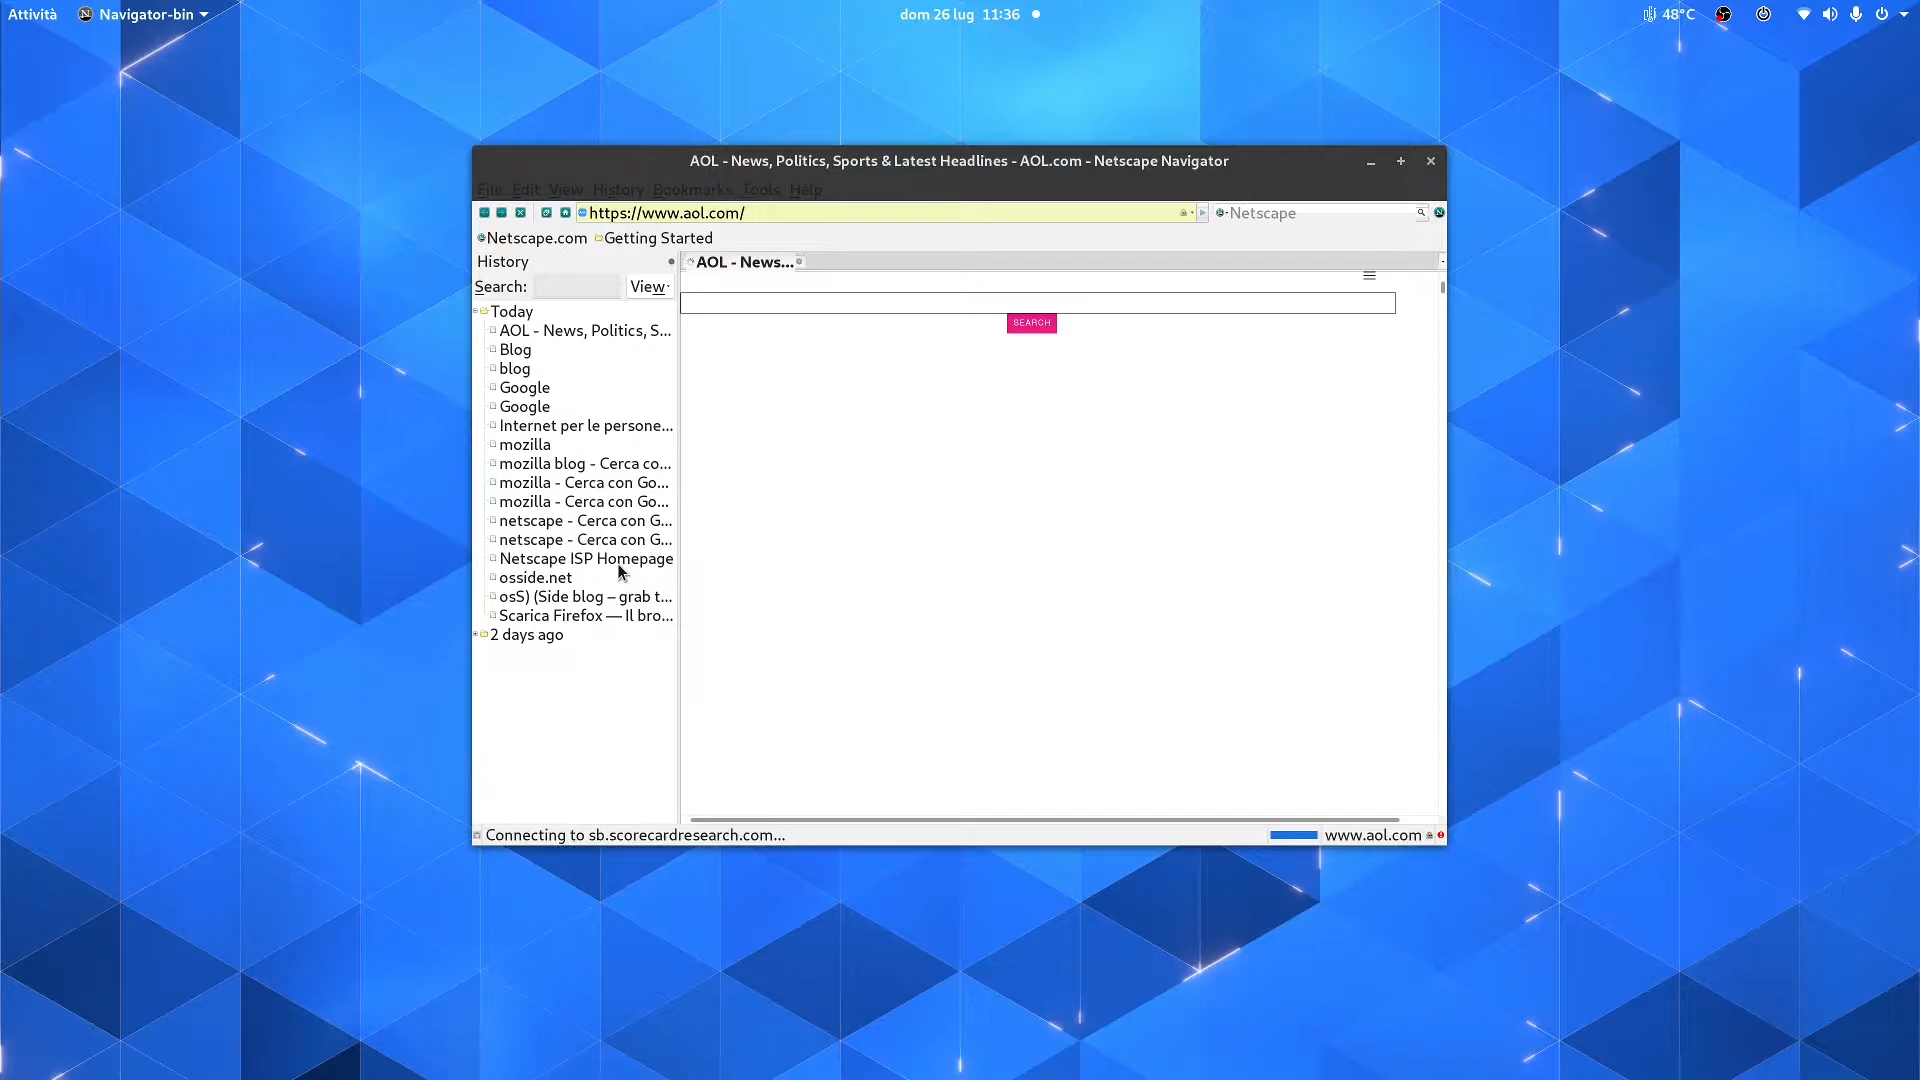 Attività Navigator-bin dom 26 lug 11:36 48°C
AOL - News, Politics, Sports & Latest Headlines - AOL.com - Netscape Navigator
File Edit View History Bookmarks Tools Help
https://www.aol.com/ Netscape
Netscape.com Getting Started
History AOL - News...
Search: View
SEARCH
Today
AOL - News, Politics, S...
Blog
blog
Google
Google
Internet per le persone...
mozilla
mozilla blog - Cerca co...
mozilla - Cerca con Go...
mozilla - Cerca con Go...
netscape - Cerca con G...
netscape - Cerca con G...
Netscape ISP Homepage
osside.net
osS) (Side blog – grab t...
Scarica Firefox — Il bro...
2 days ago
Connecting to sb.scorecardresearch.com... www.aol.com